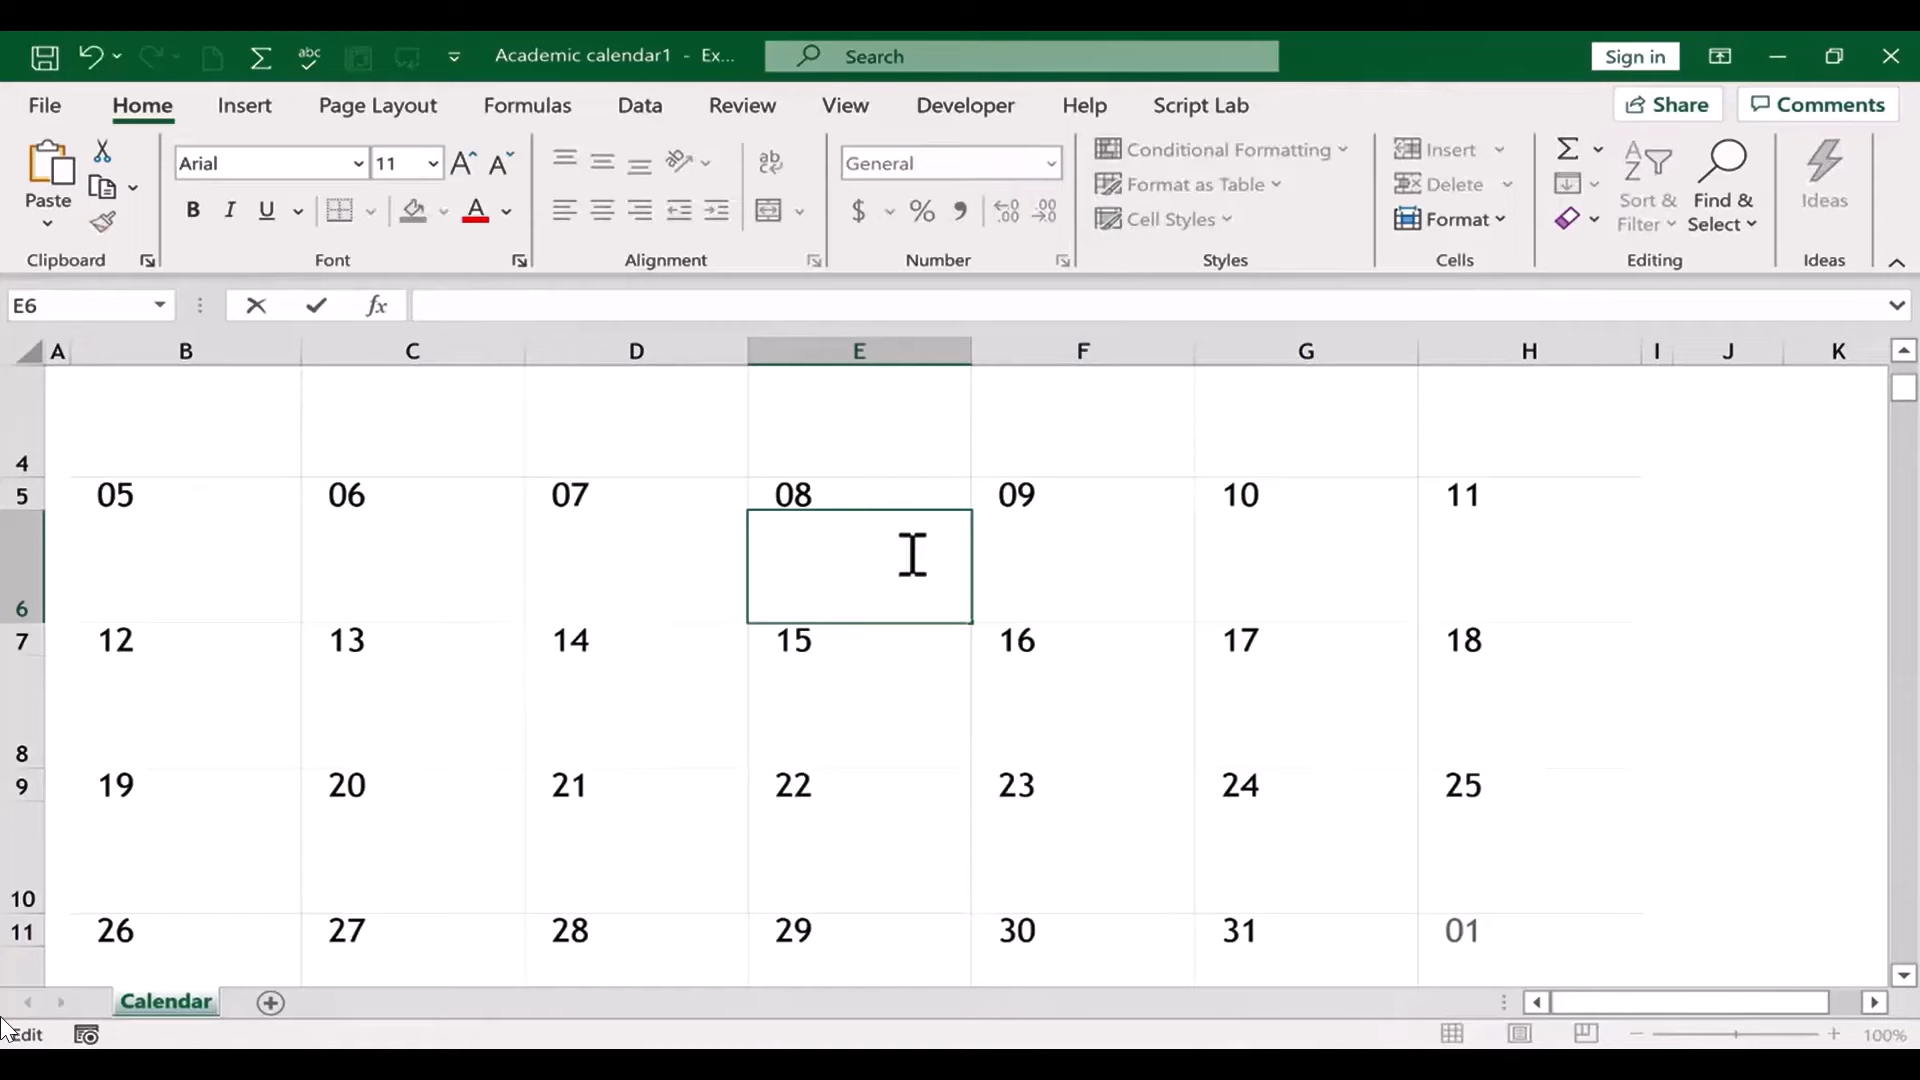 abc Academic calendar1 - Ex... Search Sign in
File Home Insert Page Layout Formulas Data Review View Developer Help Script Lab Share Comments
Paste Arial 11 A A ab General Conditional Formatting Insert Σ A Z
B I U A $ % , Format as Table Delete Sort & Filter Find & Select Ideas
Cell Styles Format
Clipboard Font Alignment Number Styles Cells Editing Ideas
E6 fx
A B C D E F G H I J K
4
5 05 06 07 08 09 10 11
6
7 12 13 14 15 16 17 18
8
9 19 20 21 22 23 24 25
10
11 26 27 28 29 30 31 01
Calendar
Edit 100%